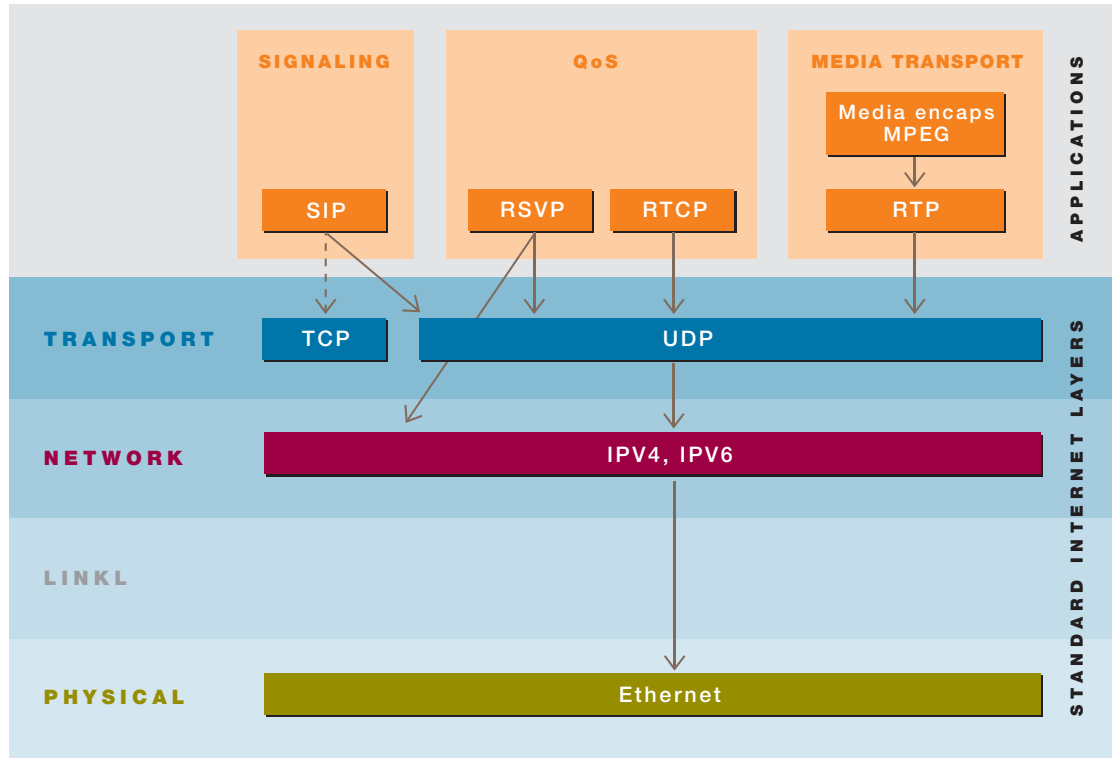 SIGNALING
QoS
MEDIA TRANSPORT
Media encaps
MPEG
SIP
RSVP
RTCP
RTP
APPLICATIONS
TRANSPORT
TCP
UDP
NETWORK
IPV4, IPV6
LINKL
PHYSICAL
Ethernet
STANDARD INTERNET LAYERS